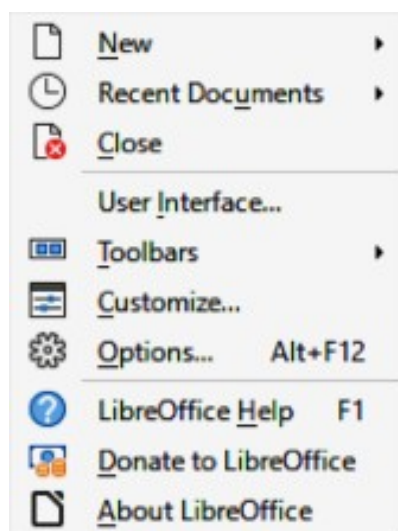 New
Recent Documents
Close
User Interface...
Toolbars
Customize...
Options... Alt+F12
LibreOffice Help F1
Donate to LibreOffice
About LibreOffice